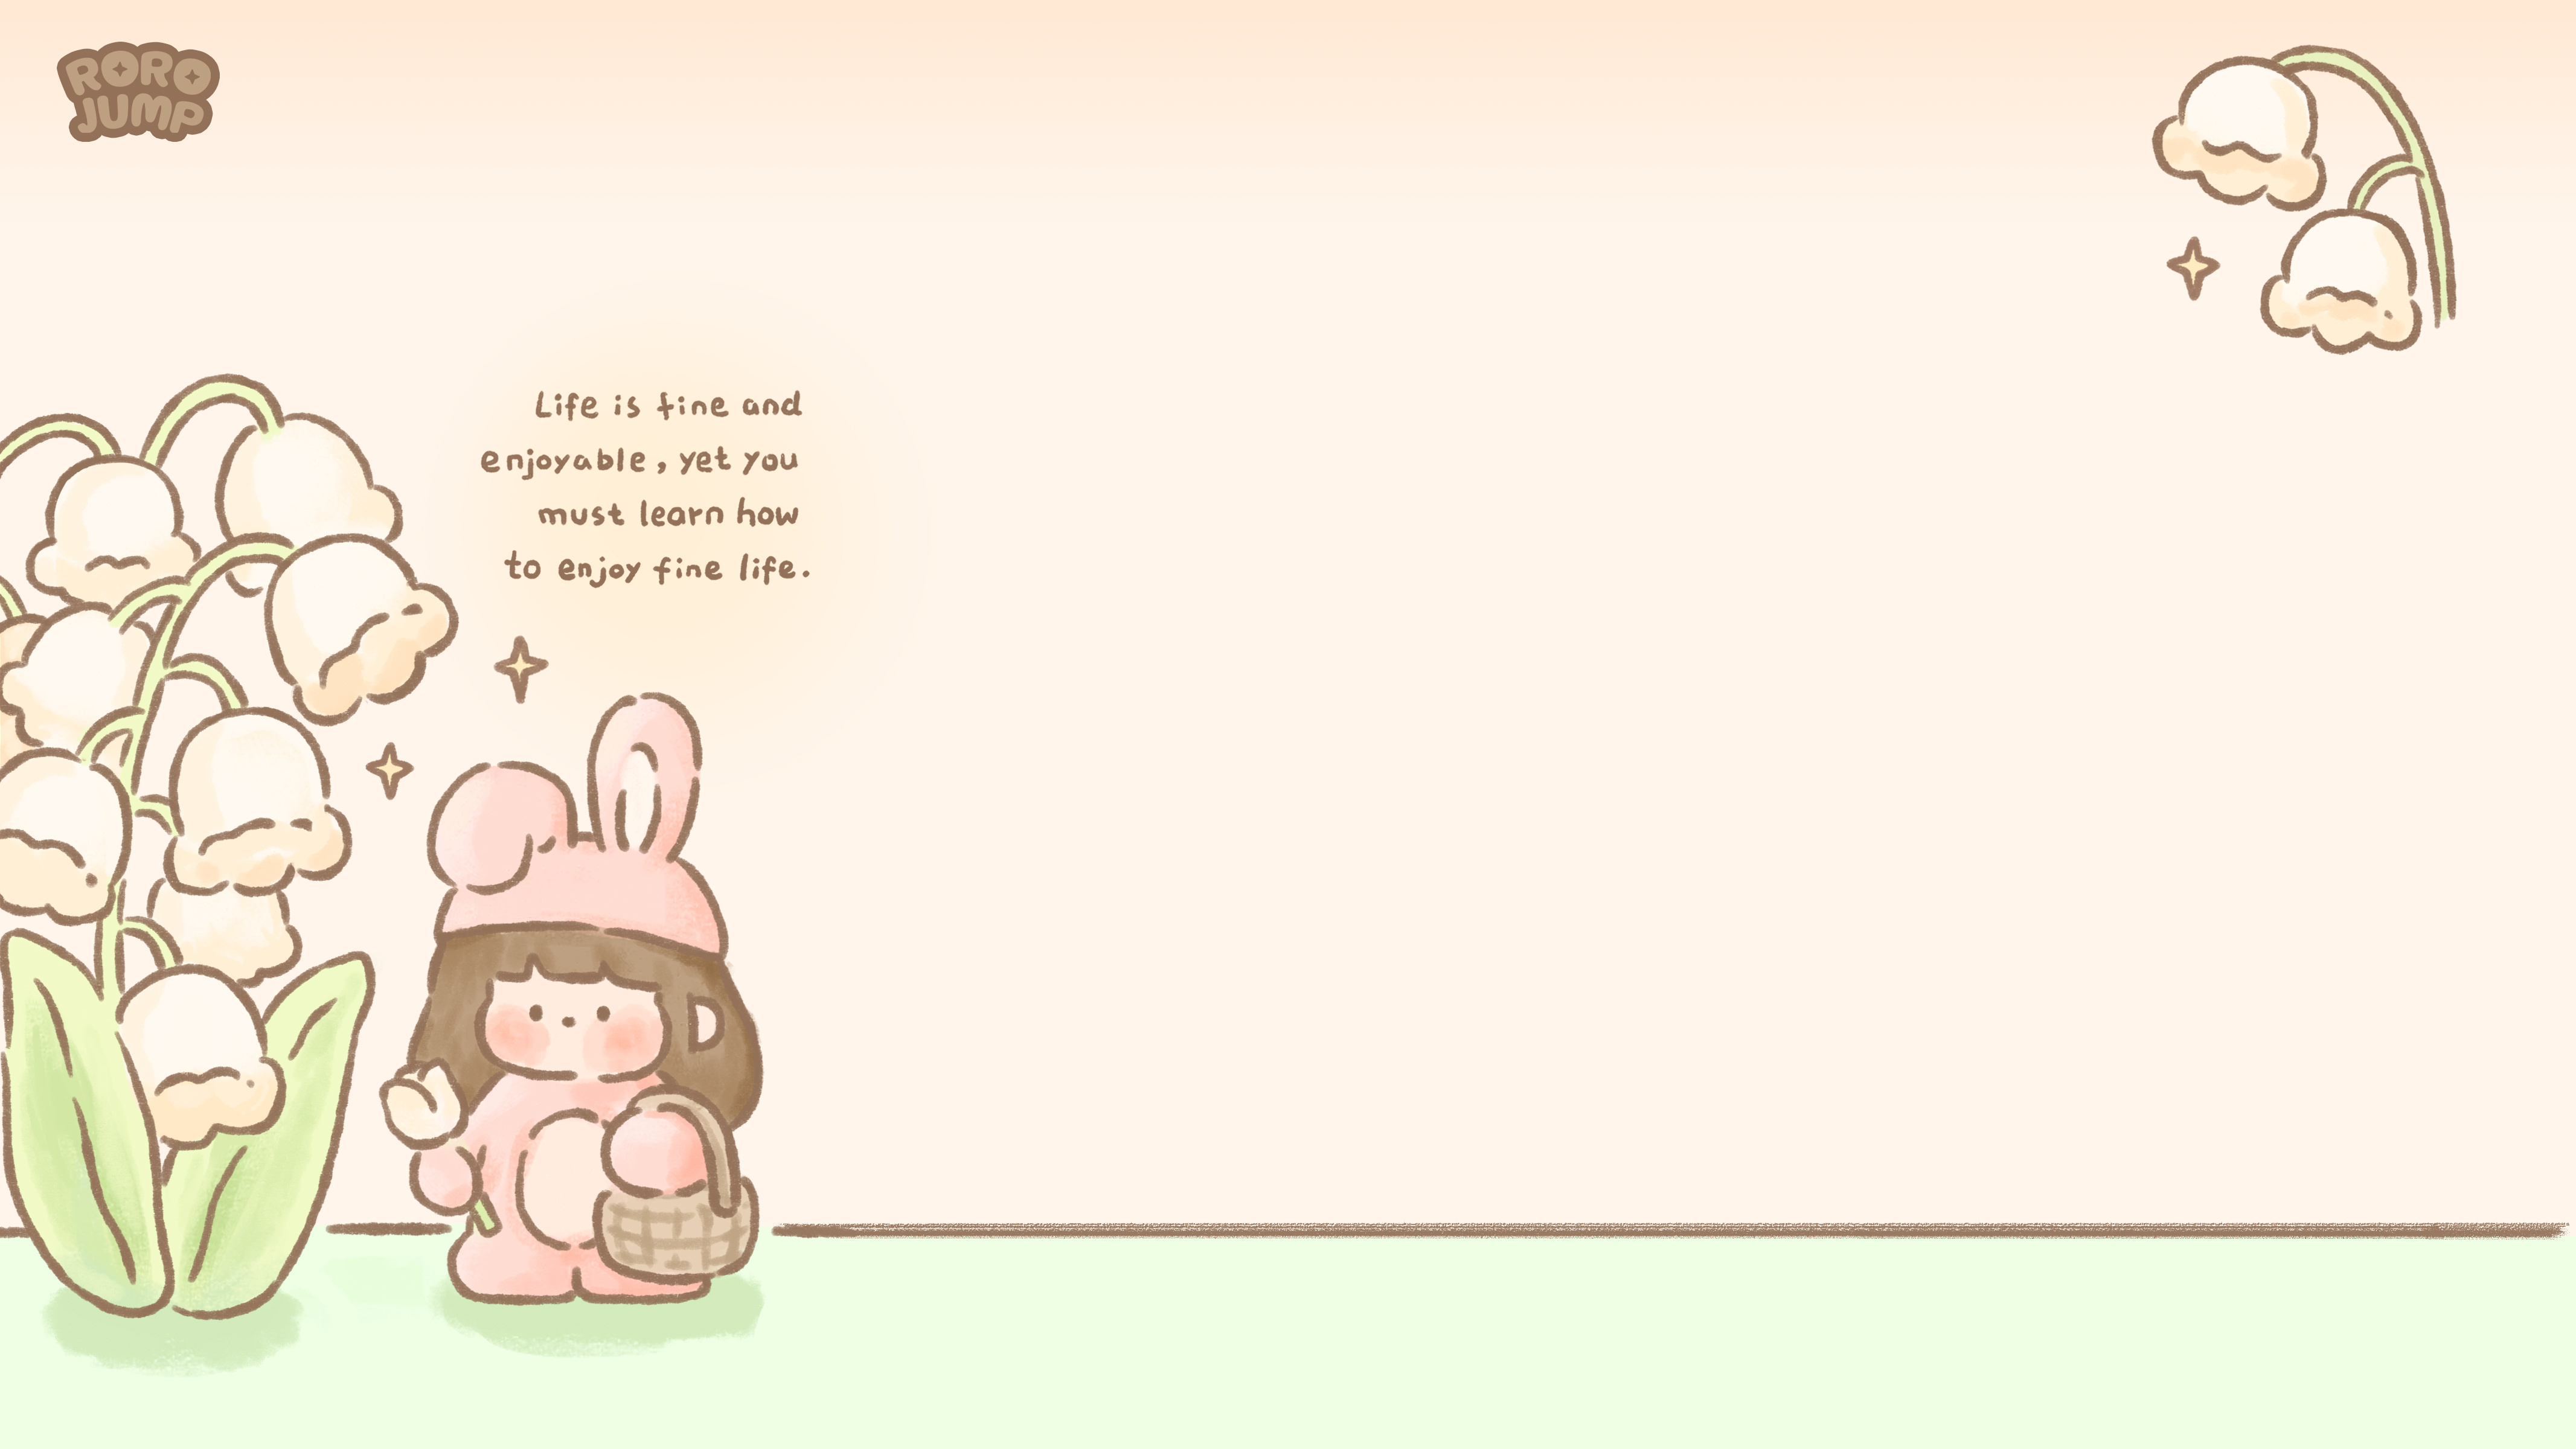 RORO
JUMP
Life is fine and
enjoyable, yet you
must learn how
to enjoy fine life.